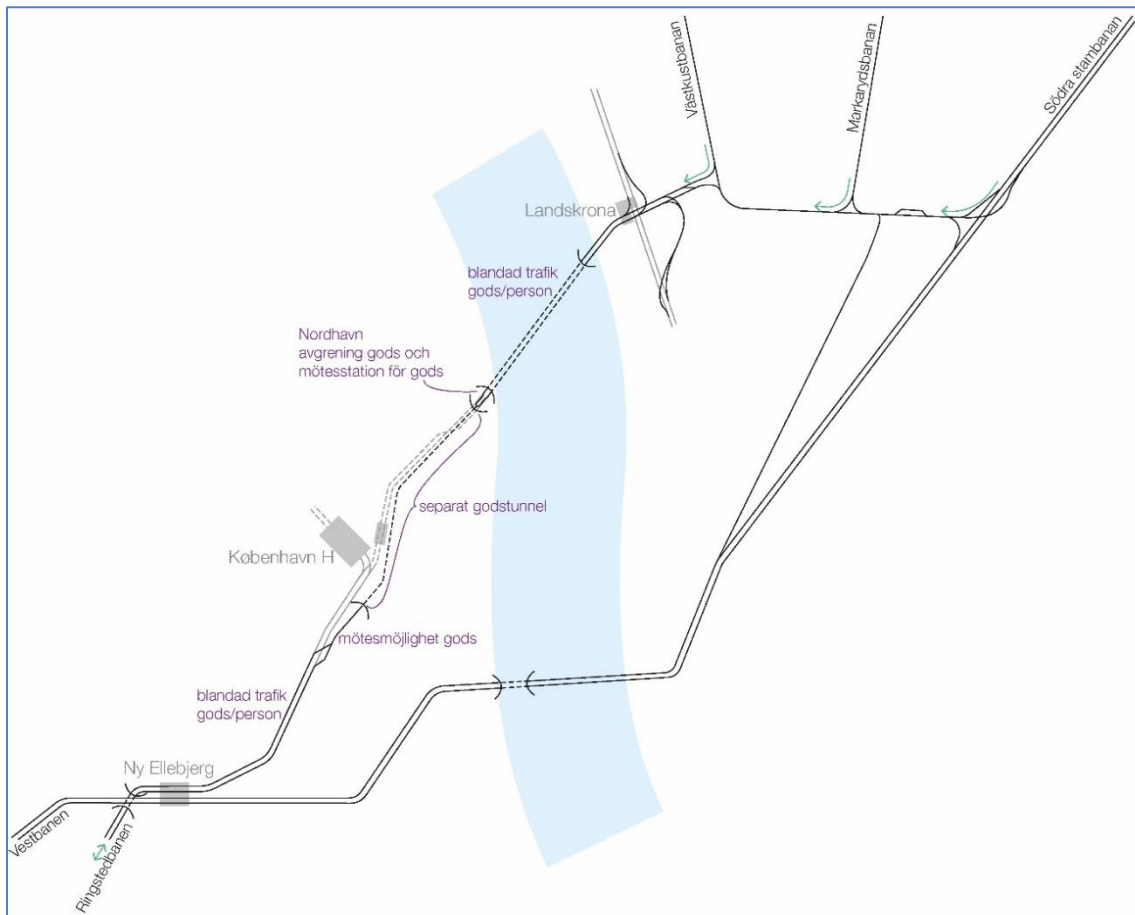 Västkustbanan
Markarydsbanan
Södra stambanan
Landskrona
blandad trafik
gods/person
Nordhavn
avgrening gods och
mötesstation för gods
separat godstunnel
København H
mötesmöjlighet gods
blandad trafik
gods/person
Ny Ellebjerg
Vestbanen
Ringstedbanen